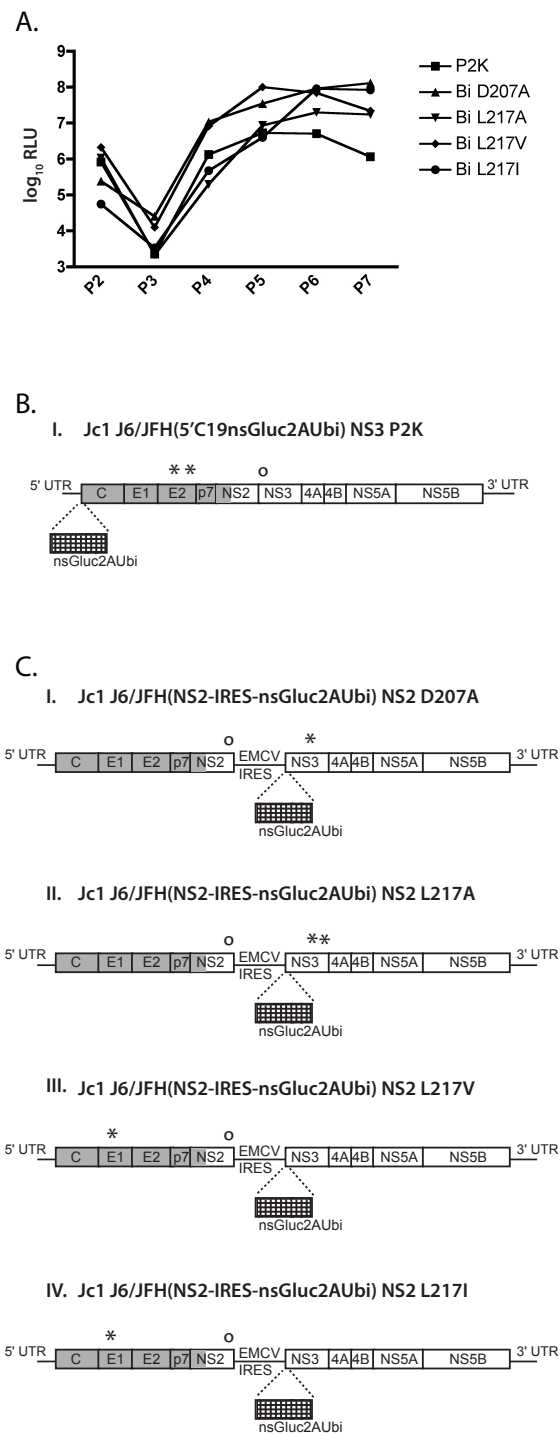 A.
9
8
7
6
5
4
3
log₁₀ RLU
P2
P3
P4
P5
P6
P7
P2K
Bi D207A
Bi L217A
Bi L217V
Bi L217I
B.
I. Jc1 J6/JFH(5'C19nsGluc2AUbi) NS3 P2K
* * o
5' UTR C E1 E2 p7 NS2 NS3 4A 4B NS5A NS5B 3' UTR
nsGluc2AUbi
C.
I. Jc1 J6/JFH(NS2-IRES-nsGluc2AUbi) NS2 D207A
o *
5' UTR C E1 E2 p7 NS2 EMCV IRES NS3 4A 4B NS5A NS5B 3' UTR
nsGluc2AUbi
II. Jc1 J6/JFH(NS2-IRES-nsGluc2AUbi) NS2 L217A
o **
5' UTR C E1 E2 p7 NS2 EMCV IRES NS3 4A 4B NS5A NS5B 3' UTR
nsGluc2AUbi
III. Jc1 J6/JFH(NS2-IRES-nsGluc2AUbi) NS2 L217V
* o
5' UTR C E1 E2 p7 NS2 EMCV IRES NS3 4A 4B NS5A NS5B 3' UTR
nsGluc2AUbi
IV. Jc1 J6/JFH(NS2-IRES-nsGluc2AUbi) NS2 L217I
* o
5' UTR C E1 E2 p7 NS2 EMCV IRES NS3 4A 4B NS5A NS5B 3' UTR
nsGluc2AUbi